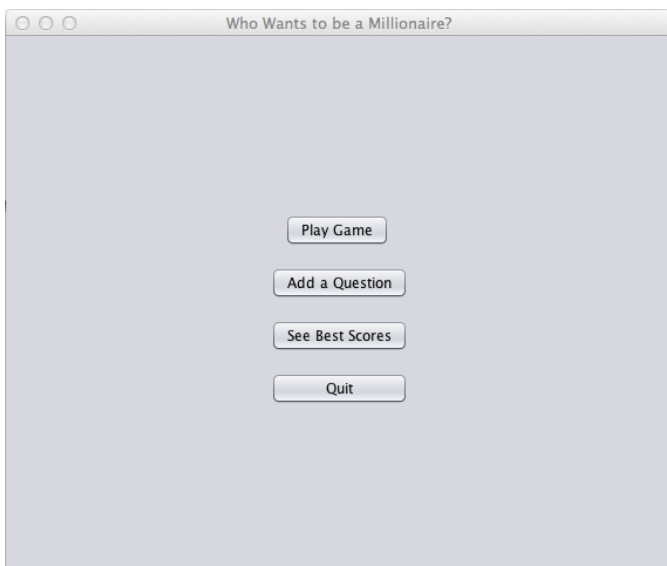 Who Wants to be a Millionaire?
Play Game
Add a Question
See Best Scores
Quit